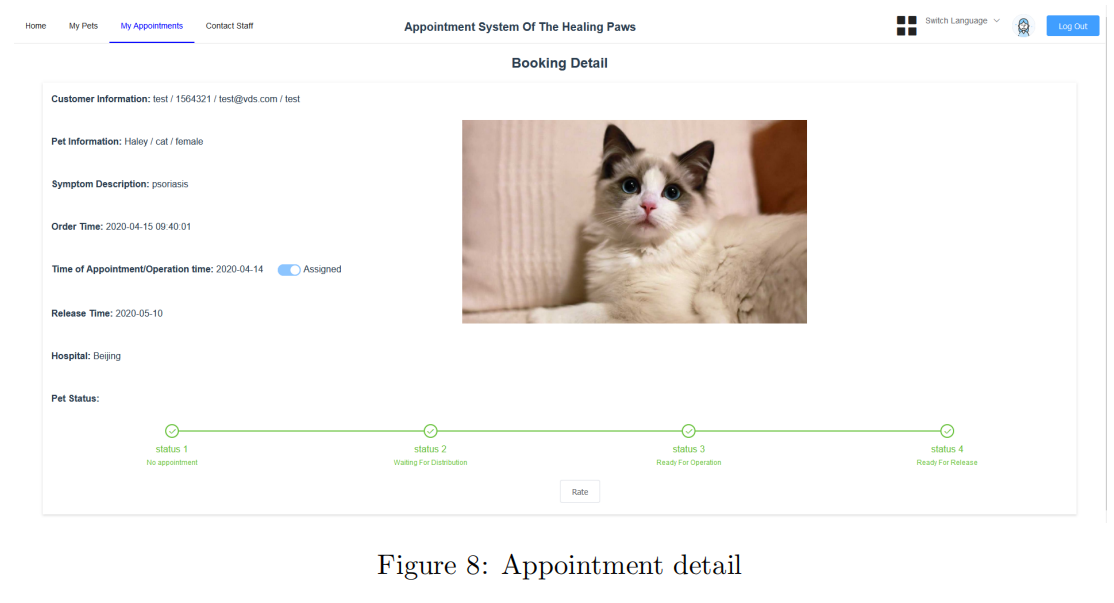 Home My Pets My Appointments Contact Staff Appointment System Of The Healing Paws Switch Language Log Out
Booking Detail
Customer Information: test / 1564321 / test@vds.com / test
Pet Information: Haley / cat / female
Symptom Description: psoriasis
Order Time: 2020-04-15 09:40:01
Time of Appointment/Operation time: 2020-04-14 Assigned
Release Time: 2020-05-10
Hospital: Beijing
Pet Status:
status 1 status 2 status 3 status 4
No appointment Waiting For Distribution Ready For Operation Ready For Release
Rate
Figure 8: Appointment detail